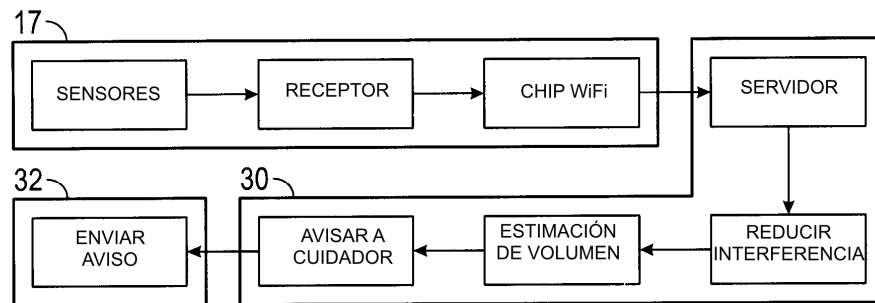 17
SENSORES
RECEPTOR
CHIP WiFi
SERVIDOR
32
30
ENVIAR
AVISO
AVISAR A
CUIDADOR
ESTIMACIÓN
DE VOLUMEN
REDUCIR
INTERFERENCIA